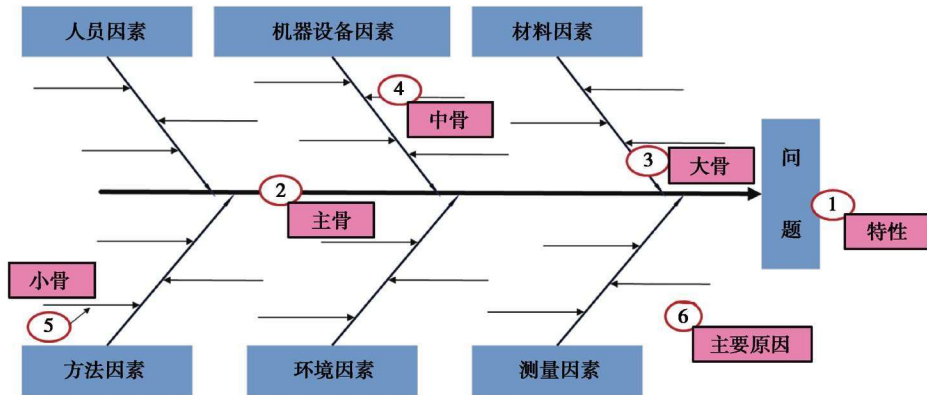 人员因素
机器设备因素
材料因素
4
中骨
3
大骨
问
题
1
特性
2
主骨
小骨
5
6
主要原因
方法因素
环境因素
测量因素